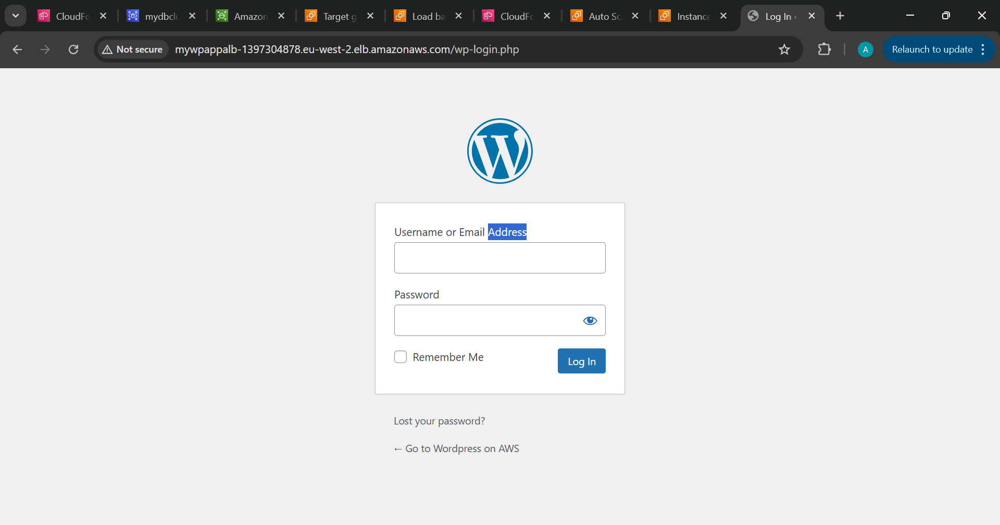 CloudFo
mydbclu
Amazon
Target g
Load ba
CloudFo
Auto Sc
Instance
Log In ‹
Not secure
mywpappalb-1397304878.eu-west-2.elb.amazonaws.com/wp-login.php
A
Relaunch to update
Username or Email Address
Password
Remember Me
Log In
Lost your password?
← Go to Wordpress on AWS